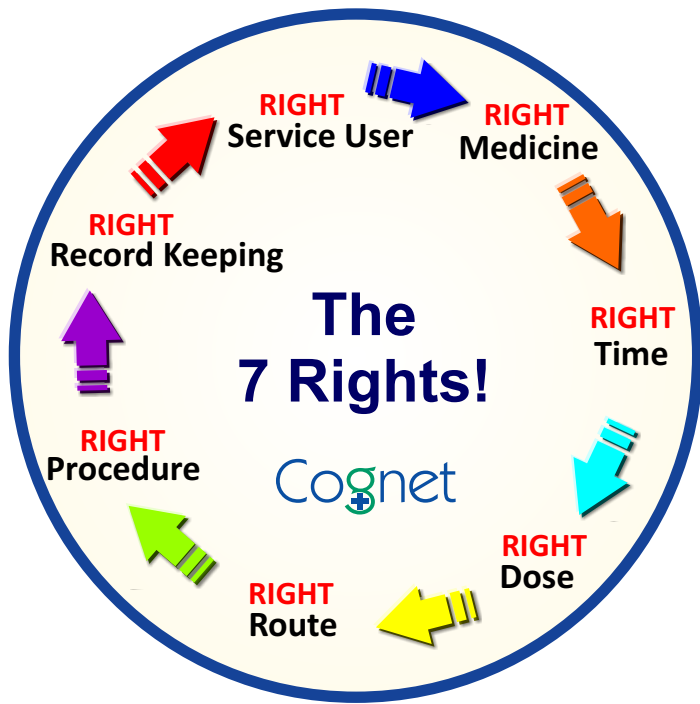 The
7 Rights!
Cognet
RIGHT
Service User
RIGHT
Medicine
RIGHT
Time
RIGHT
Dose
RIGHT
Route
RIGHT
Procedure
RIGHT
Record Keeping